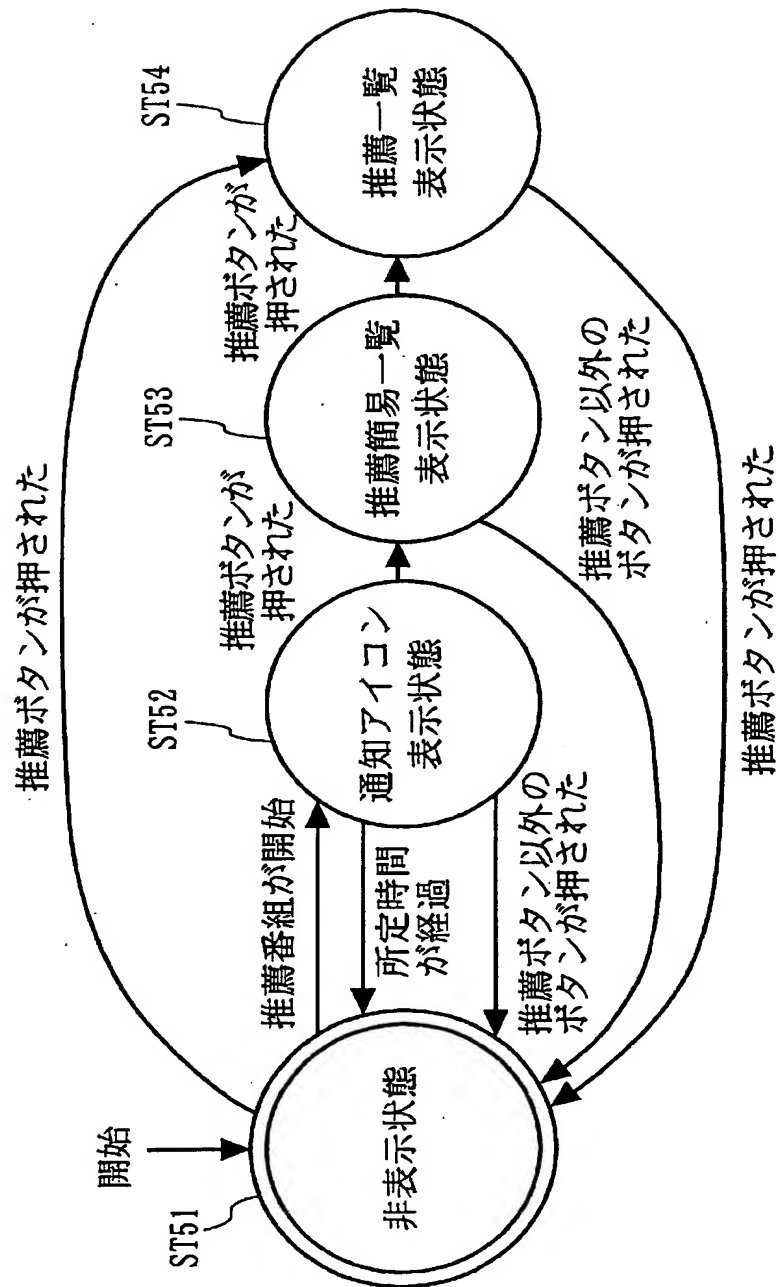 推薦ボタンが押された
開始
ST51
非表示状態
推薦番組が開始
所定時間
が経過
推薦ボタン以外の
ボタンが押された
ST52
通知アイコン
表示状態
推薦ボタンが
押された
ST53
推薦簡易一覧
表示状態
推薦ボタンが
押された
ST54
推薦一覧
表示状態
推薦ボタン以外の
ボタンが押された
推薦ボタンが押された